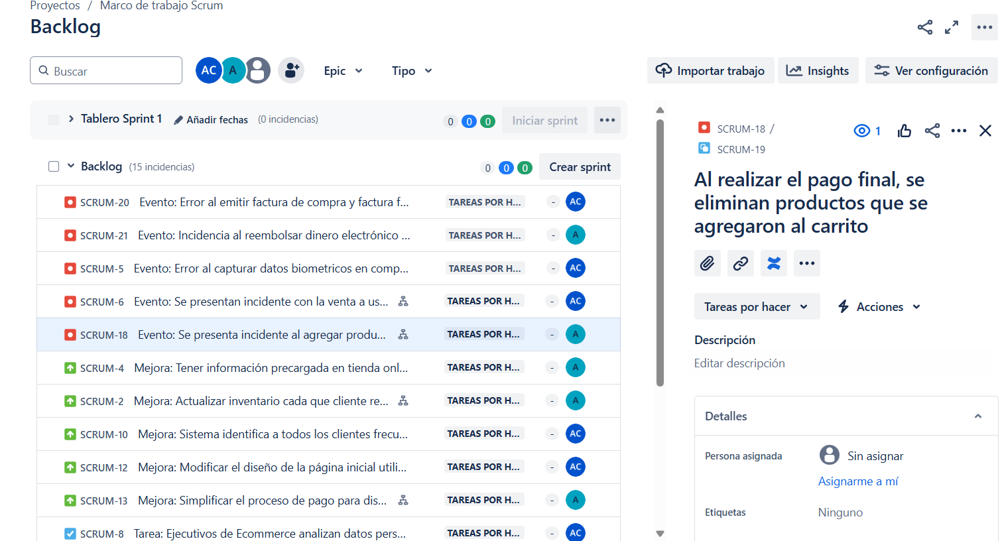 Proyectos / Marco de trabajo Scrum
Backlog
Buscar
AC A
Epic
Tipo
Importar trabajo
Insights
Ver configuración
Tablero Sprint 1 Añadir fechas (0 incidencias) 0 0 0 Iniciar sprint
Backlog (15 incidencias) 0 0 0 Crear sprint
SCRUM-20 Evento: Error al emitir factura de compra y factura f... TAREAS POR H... - AC
SCRUM-21 Evento: Incidencia al reembolsar dinero electrónico ... TAREAS POR H... - A
SCRUM-5 Evento: Error al capturar datos biometricos en comp... TAREAS POR H... - AC
SCRUM-6 Evento: Se presentan incidente con la venta a us... TAREAS POR H... - AC
SCRUM-18 Evento: Se presenta incidente al agregar produ... TAREAS POR H... - A
SCRUM-4 Mejora: Tener información precargada en tienda onl... TAREAS POR H... - A
SCRUM-2 Mejora: Actualizar inventario cada que cliente re... TAREAS POR H... - A
SCRUM-10 Mejora: Sistema identifica a todos los clientes frecu... TAREAS POR H... - AC
SCRUM-12 Mejora: Modificar el diseño de la página inicial utili... TAREAS POR H... - AC
SCRUM-13 Mejora: Simplificar el proceso de pago para dis... TAREAS POR H... - A
SCRUM-8 Tarea: Ejecutivos de Ecommerce analizan datos pers... TAREAS POR H... - AC
SCRUM-18 /
SCRUM-19
1
Al realizar el pago final, se
eliminan productos que se
agregaron al carrito
Tareas por hacer
Acciones
Descripción
Editar descripción
Detalles
Persona asignada Sin asignar
Asignarme a mí
Etiquetas Ninguno